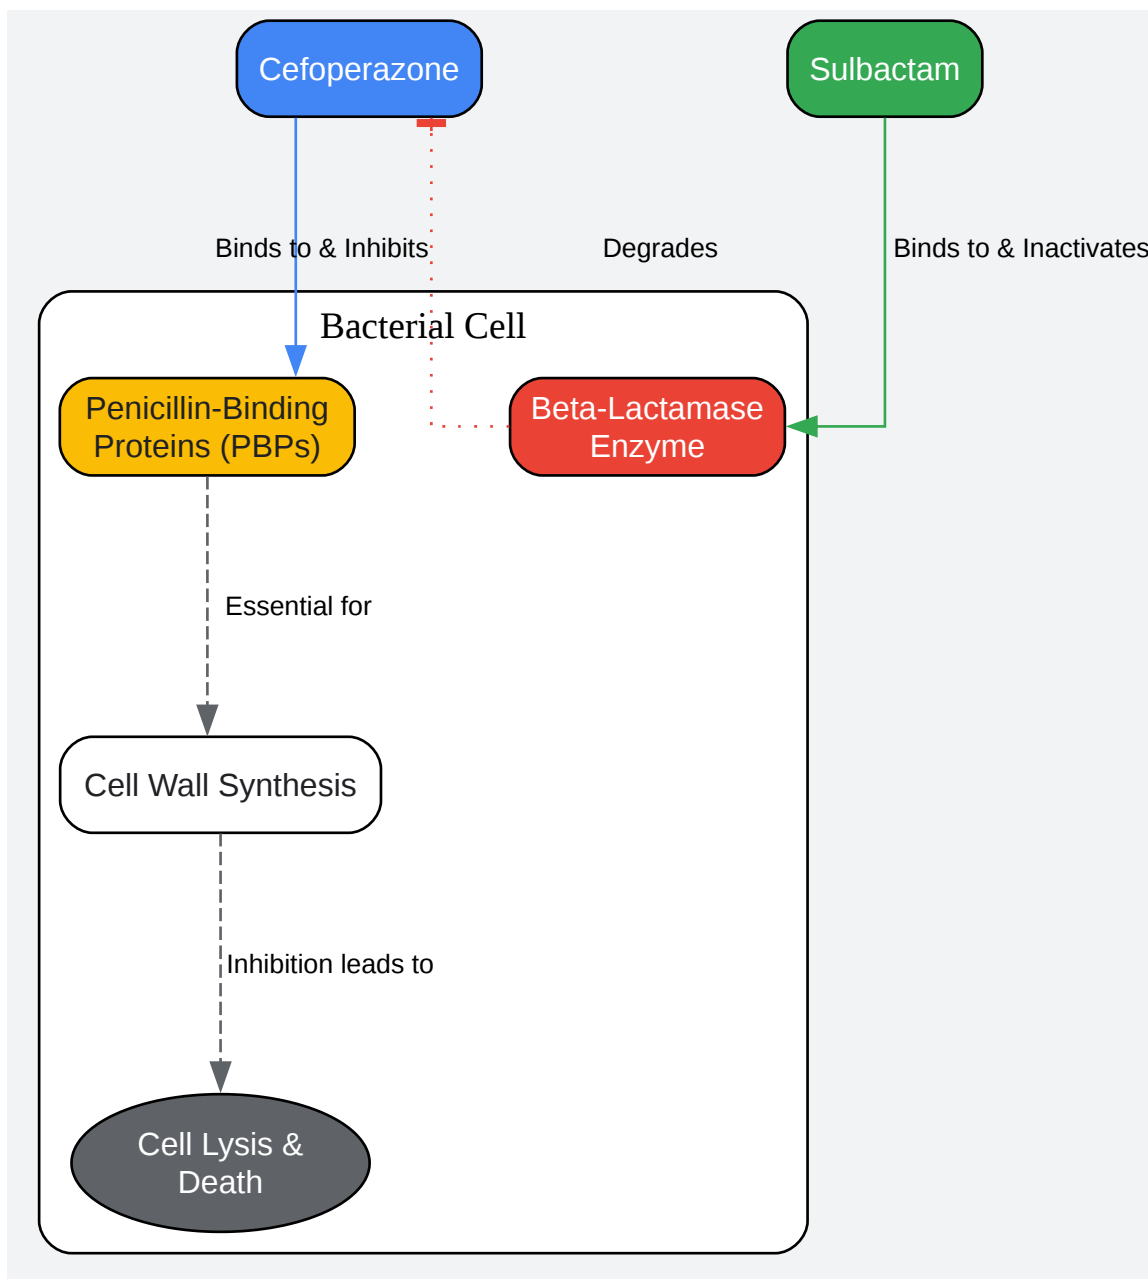 Cefoperazone
Sulbactam
Binds to & Inhibits
Degrades
Binds to & Inactivates
Bacterial Cell
Penicillin-Binding
Proteins (PBPs)
Beta-Lactamase
Enzyme
Essential for
Cell Wall Synthesis
Inhibition leads to
Cell Lysis &
Death